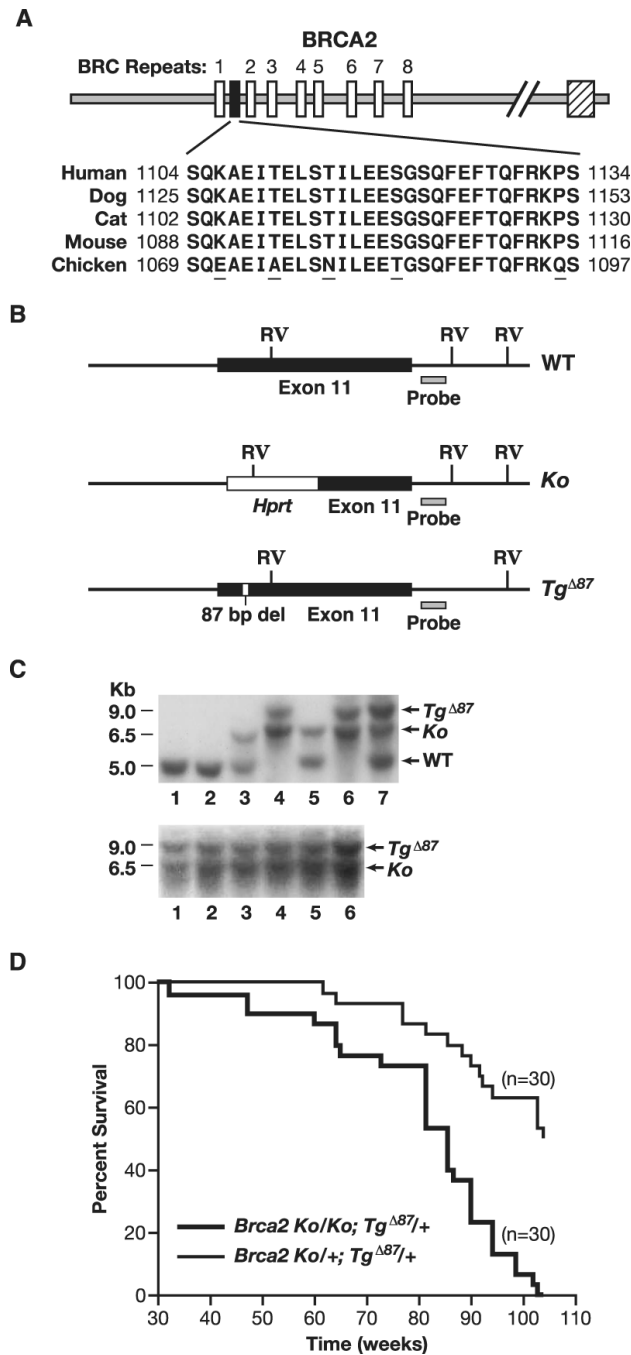 A
BRCA2
BRC Repeats: 1 2 3 4 5 6 7 8
Human 1104 SQKAEITELSTILEESGSQFEFTQFRKPS 1134
Dog 1125 SQKAEITELSTILEESGSQFEFTQFRKPS 1153
Cat 1102 SQKAEITELSTILEESGSQFEFTQFRKPS 1130
Mouse 1088 SQKAEITELSTILEESGSQFEFTQFRKPS 1116
Chicken 1069 SQEAEIAELSNILEETGSQFEFTQFRKQS 1097
B
RV RV RV
WT
Exon 11
Probe
RV RV RV
Ko
Hprt Exon 11
Probe
RV RV
Tg^Δ87
87 bp del Exon 11
Probe
C
Kb
9.0 Tg^Δ87
6.5 Ko
5.0 WT
1 2 3 4 5 6 7
9.0 Tg^Δ87
6.5 Ko
1 2 3 4 5 6
D
Percent Survival
100
80
60
40
20
0
(n=30)
(n=30)
Brca2 Ko/Ko; Tg^Δ87/+
Brca2 Ko/+; Tg^Δ87/+
30 40 50 60 70 80 90 100 110
Time (weeks)